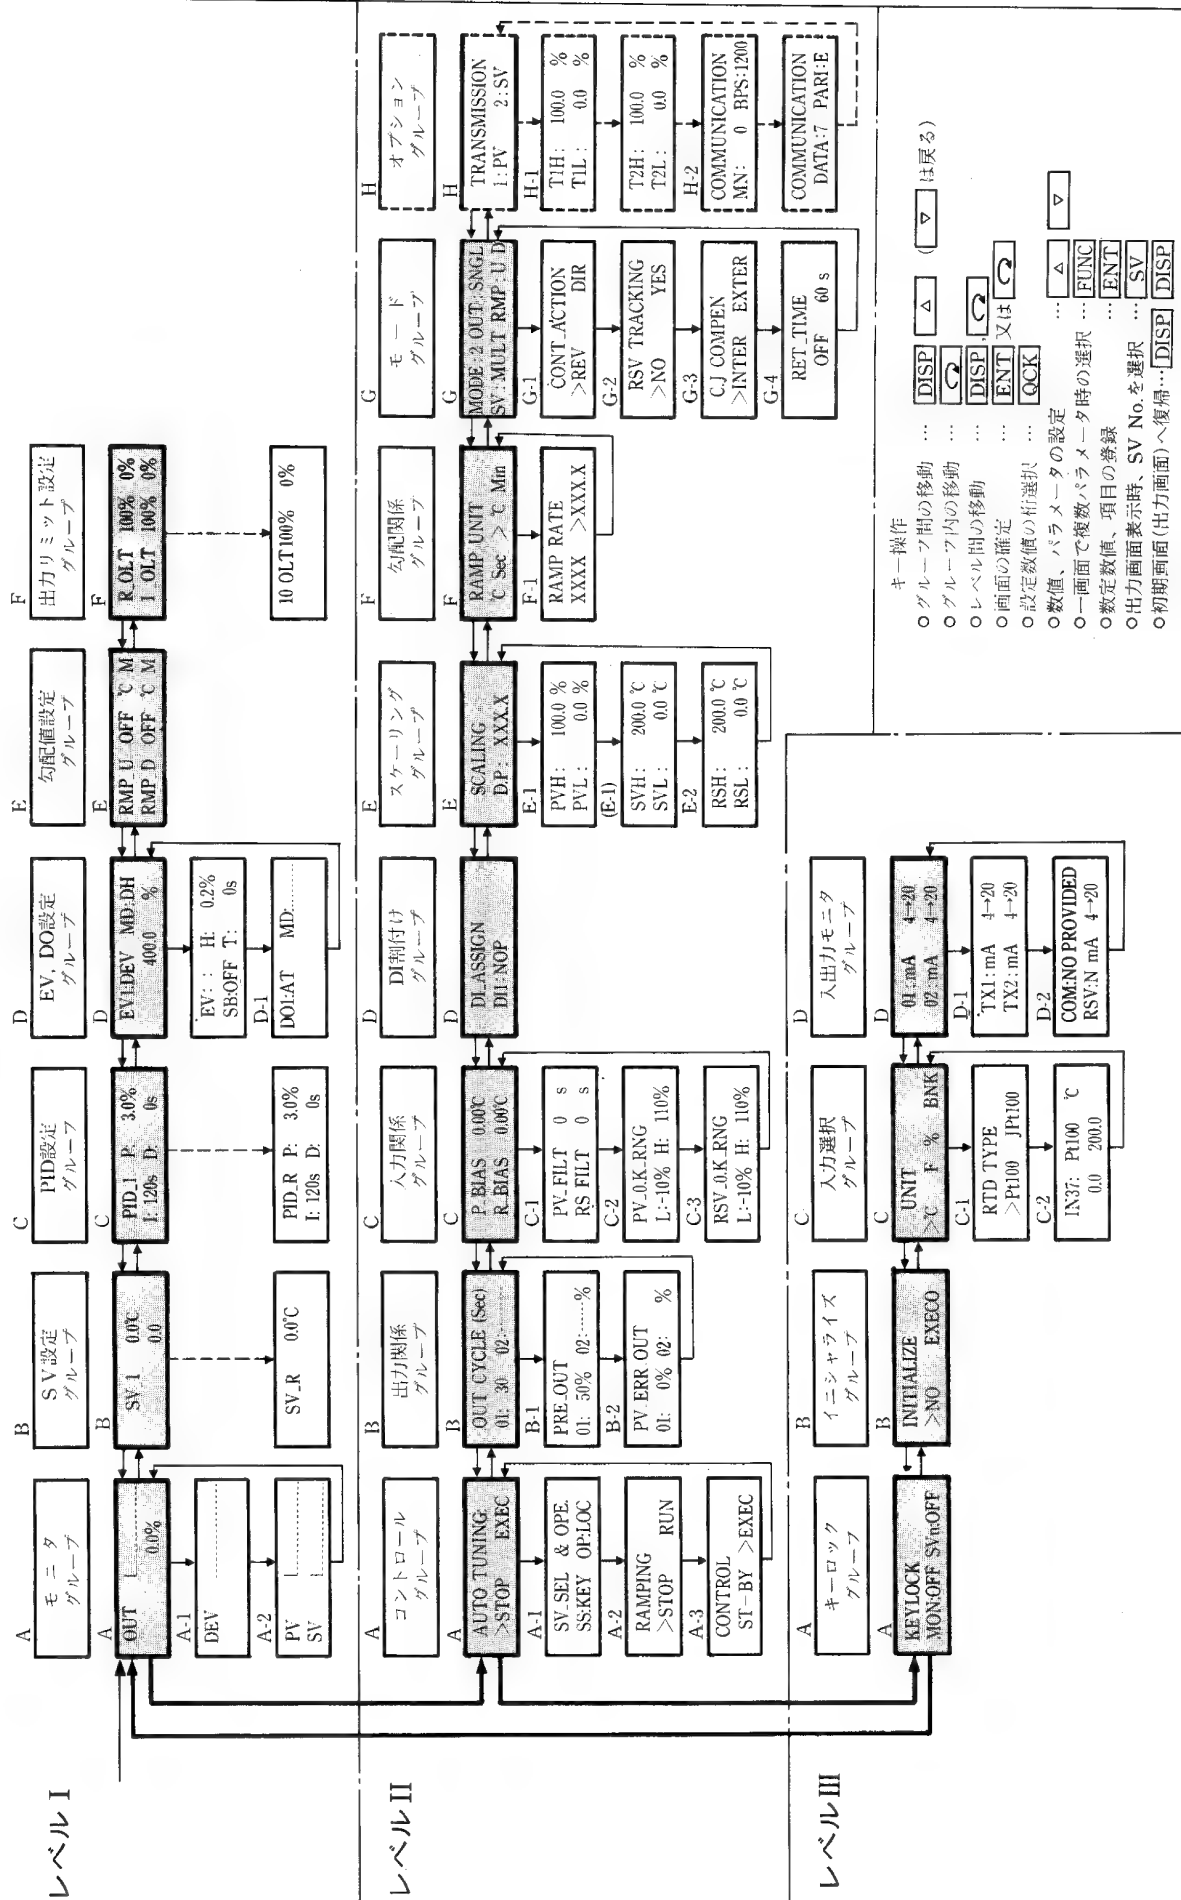 レベル I
A
モニタ
グループ
A
OUT
0.0%
A-1
DEV
A-2
PV
SV
B
SV設定
グループ
B
SV_1 0.0℃
0.0
SV_R 0.0℃
C
PID設定
グループ
C
PID_1 P: 3.0%
I: 120s D: 0s
PID_R P: 3.0%
I: 120s D: 0s
D
EV, DO設定
グループ
D
EV1:DEV MD:DH
400.0 %
EV: : H: 0.2%
SB:OFF T: 0s
D-1
DO1:AT MD:
E
勾配値設定
グループ
E
RMP U OFF ℃ M
RMP D OFF ℃ M
F
出力リミット設定
グループ
F
R_OLT 100% 0%
1 OLT 100% 0%
10 OLT100% 0%
レベル II
A
コントロール
グループ
A
AUTO TUNING
>STOP EXEC
A-1
SV_SEL & OPE.
SS:KEY OP:LOC
A-2
RAMPING
>STOP RUN
A-3
CONTROL
ST-BY >EXEC
B
出力関係
グループ
B
OUT CYCLE (Sec)
01: 30 02:
B-1
PRE_OUT
01: 50% 02: %
B-2
PV_ERR_OUT
01: 0% 02: %
C
入力関係
グループ
C
P_BIAS 0.00℃
R_BIAS 0.00℃
C-1
PV_FILT 0 s
RS FILT 0 s
C-2
PV_O.K_RNG
L:-10% H: 110%
C-3
RSV_O.K_RNG
L:-10% H: 110%
D
DI割付け
グループ
D
DI_ASSIGN
DI1:NOP
E
スケーリング
グループ
E
SCALING
D.P: XXX.X
E-1
PVH: 100.0 %
PVL: 0.0 %
(E-1)
SVH: 200.0 ℃
SVL: 0.0 ℃
E-2
RSH: 200.0 ℃
RSL: 0.0 ℃
F
勾配関係
グループ
F
RAMP UNIT
℃ Sec > ℃ Min
F-1
RAMP RATE
XXXX >XXX.X
G
モード
グループ
G
MODE:2 OUT:SNGL
SV:MULT RMP:U D
G-1
CONT_ACTION
>REV DIR
G-2
RSV TRACKING
>NO YES
G-3
C.J COMPEN
>INTER EXTER
G-4
RET_TIME
OFF 60 s
H
オプション
グループ
H
TRANSMISSION
1:PV 2:SV
H-1
T1H: 100.0 %
T1L: 0.0 %
T2H: 100.0 %
T2L: 0.0 %
H-2
COMMUNICATION
MN: 0 BPS:1200
COMMUNICATION
DATA:7 PARI:E
レベル III
A
キーロック
グループ
A
KEYLOCK
MON:OFF SVn:OFF
B
イニシャライズ
グループ
B
INITIALIZE
>NO EXECO
C
入力選択
グループ
C
UNIT
>℃ F % BNK
C-1
RTD TYPE
>Pt100 JPt100
C-2
IN37: Pt100 ℃
0.0 200.0
D
入出力モニタ
グループ
D
01:mA 4→20
02:mA 4→20
D-1
TX1:mA 4→20
TX2:mA 4→20
D-2
COM:NO PROVIDED
RSV:N mA 4→20
キー操作
○ グループ間の移動 … DISP △ (▽ は戻る)
○ グループ内の移動 …
○ レベル間の移動 … DISP,
○ 画面の確定 … ENT 又は
○ 設定数値の桁選択 … QCK
○ 数値、パラメータの設定 … △ ▽
○ 一画面で複数パラメータ時の選択 … FUNC
○ 数定数値、項目の登録 … ENT
○ 出力画面表示時、SV No.を選択 … SV
○ 初期画面(出力画面)へ復帰… DISP DISP